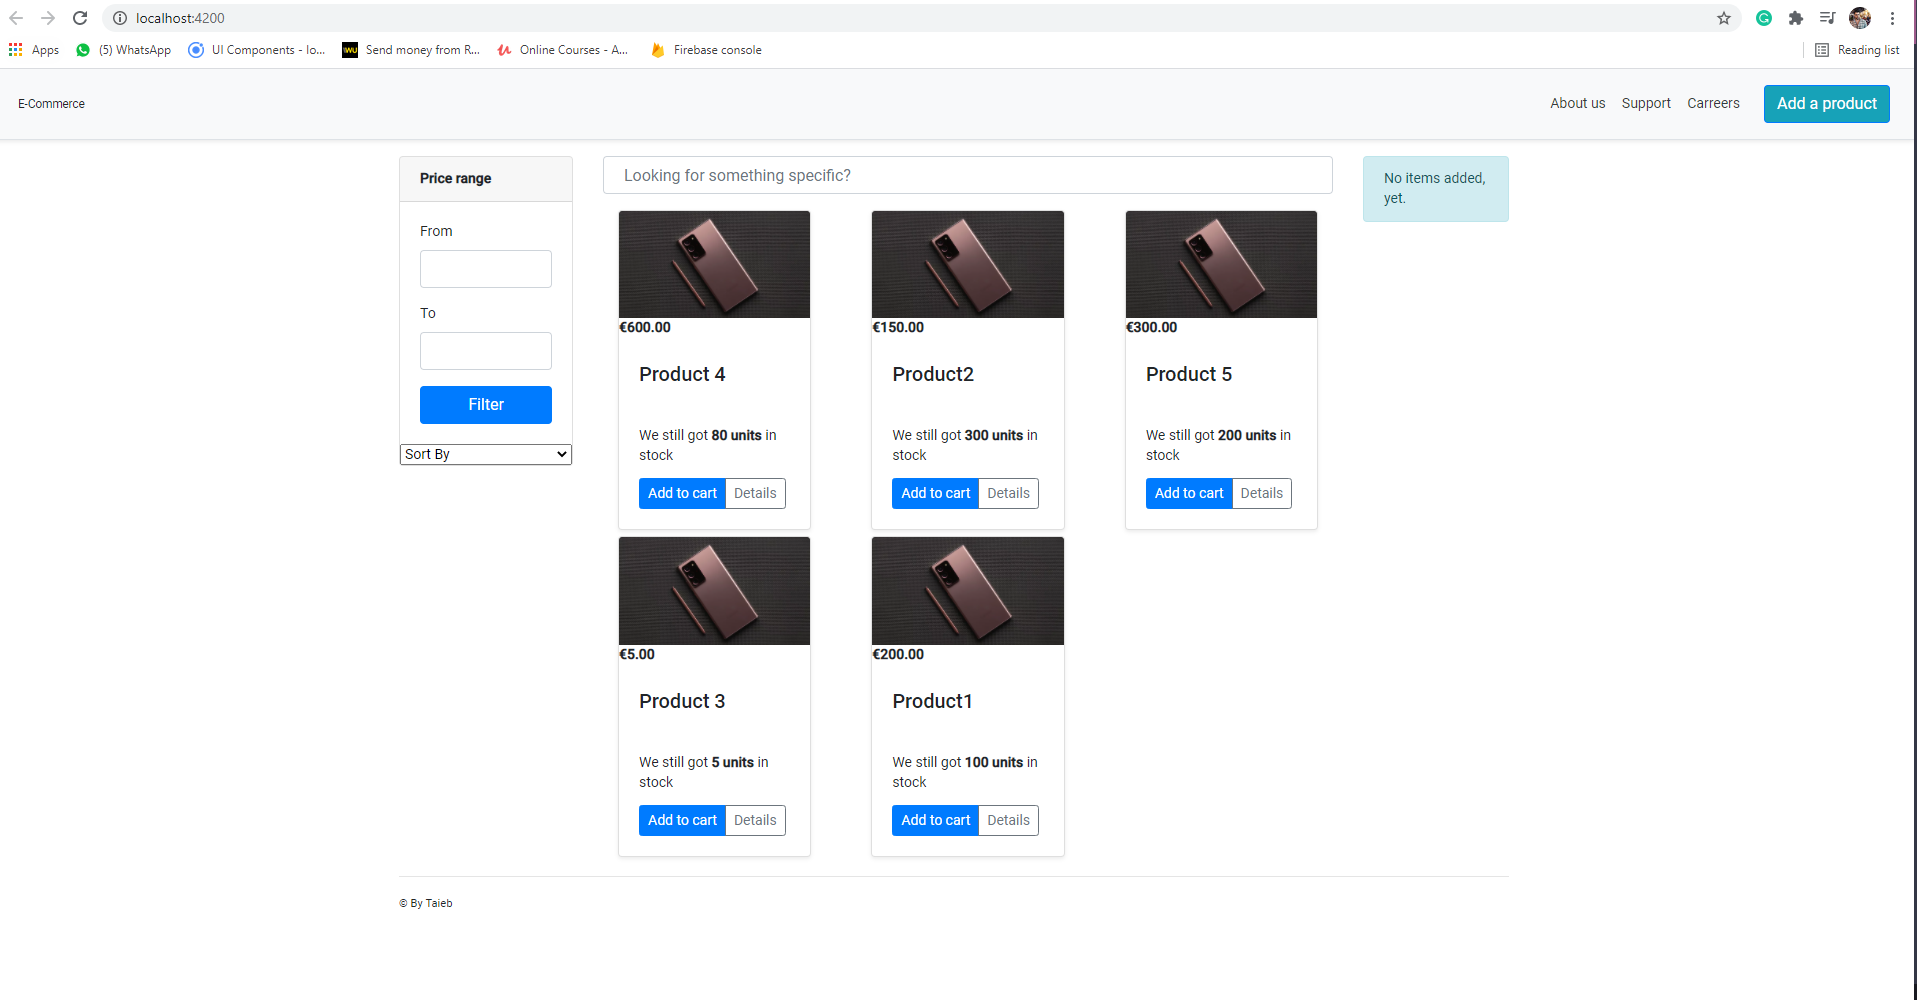 localhost:4200
Apps
(5) WhatsApp
UI Components - Io...
Send money from R...
Online Courses - A...
Firebase console
Reading list
E-Commerce
About us
Support
Carreers
Add a product
Price range
From
To
Filter
Sort By
Looking for something specific?
€600.00
Product 4
We still got 80 units in
stock
Add to cart
Details
€150.00
Product2
We still got 300 units in
stock
Add to cart
Details
€300.00
Product 5
We still got 200 units in
stock
Add to cart
Details
€5.00
Product 3
We still got 5 units in
stock
Add to cart
Details
€200.00
Product1
We still got 100 units in
stock
Add to cart
Details
No items added,
yet.
© By Taieb